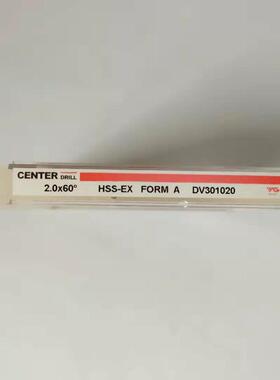 CENTER DRILL
2.0x60° HSS-EX FORM A DV301020